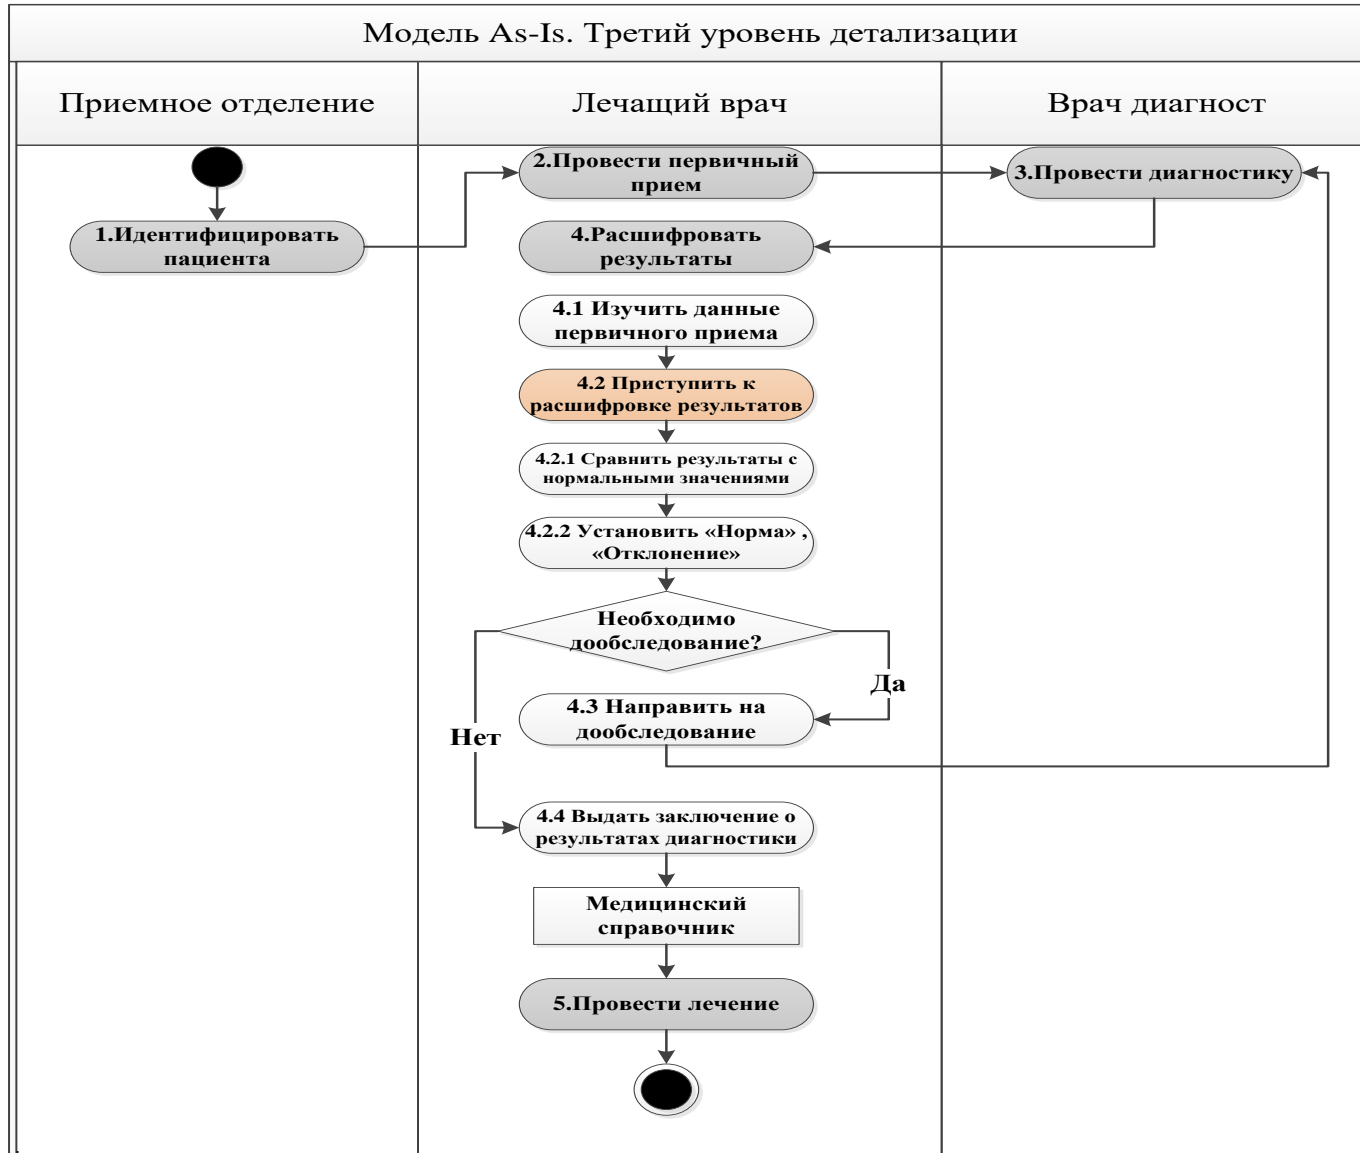 Модель As-Is. Третий уровень детализации
Приемное отделение
Лечащий врач
Врач диагност
1.Идентифицировать
пациента
2.Провести первичный
прием
3.Провести диагностику
4.Расшифровать
результаты
4.1 Изучить данные
первичного приема
4.2 Приступить к
расшифровке результатов
4.2.1 Сравнить результаты с
нормальными значениями
4.2.2 Установить «Норма» ,
«Отклонение»
Необходимо
дообследование?
Да
4.3 Направить на
дообследование
Нет
4.4 Выдать заключение о
результатах диагностики
Медицинский
справочник
5.Провести лечение